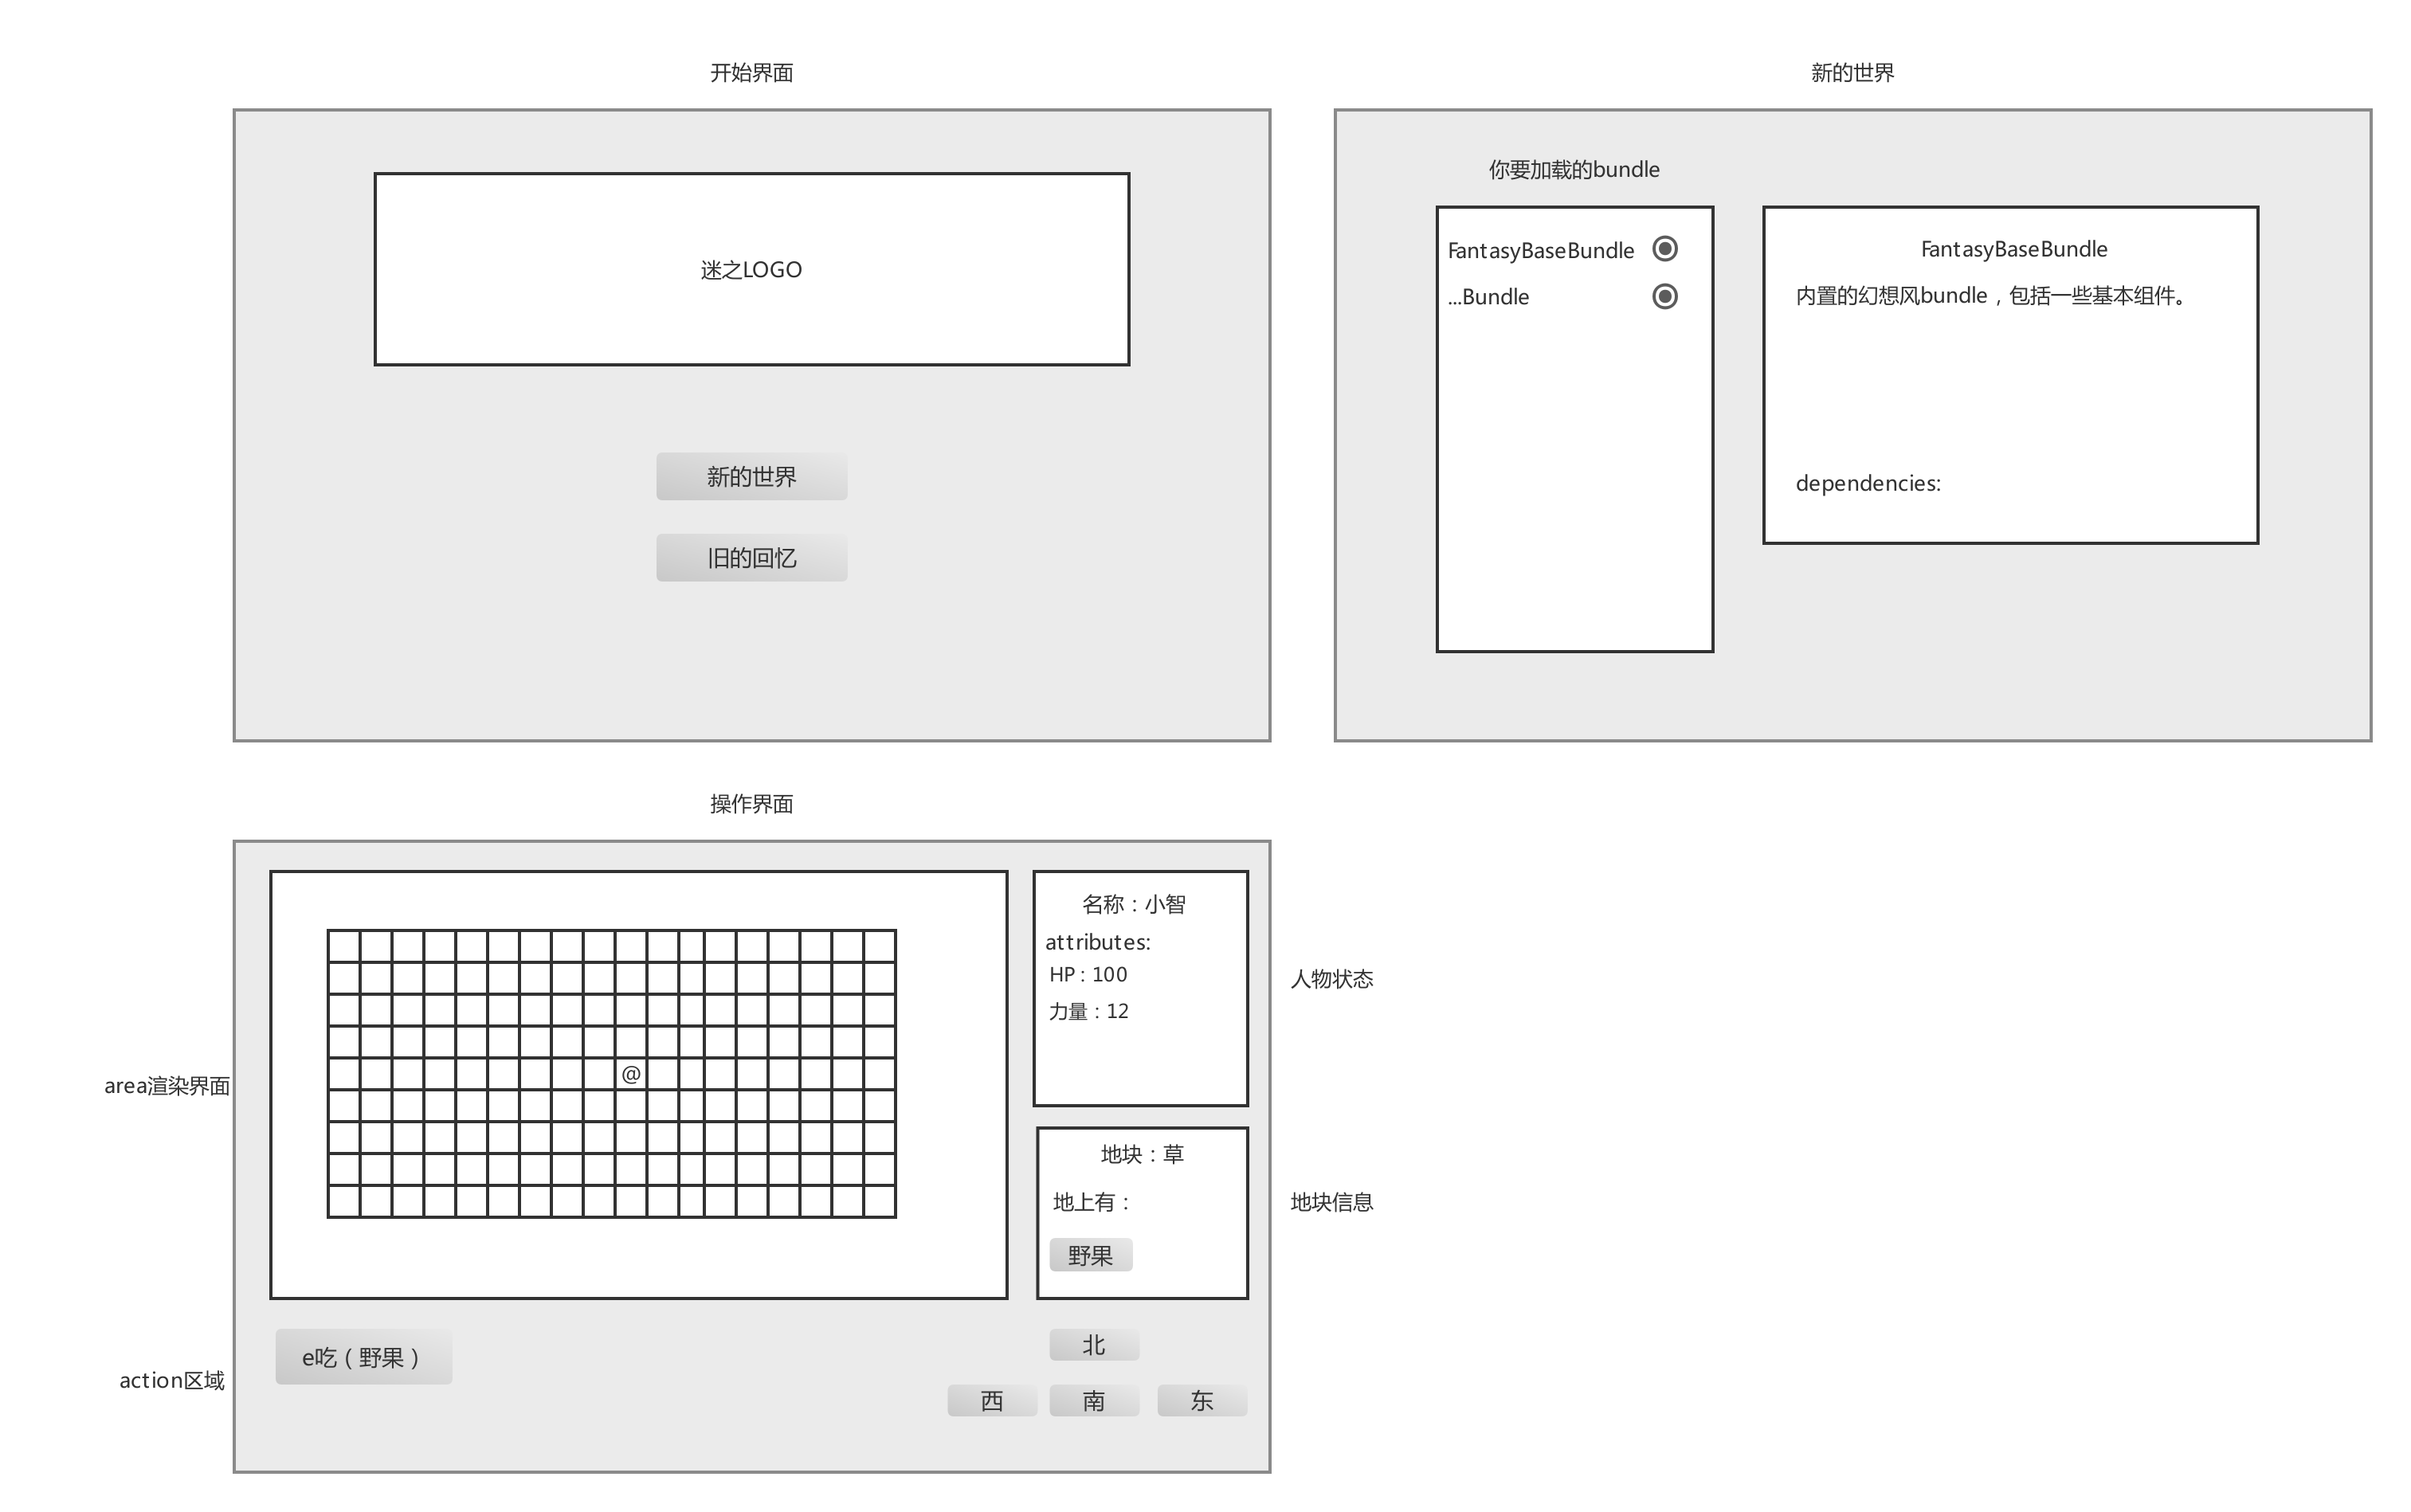 开始界面
迷之LOGO
新的世界
旧的回忆
新的世界
你要加载的bundle
FantasyBaseBundle
...Bundle
FantasyBaseBundle
内置的幻想风bundle，包括一些基本组件。
dependencies:
操作界面
area渲染界面
@
名称：小智
attributes:
HP：100
力量：12
人物状态
地块：草
地上有：
野果
地块信息
action区域
e吃（野果）
北
西 南 东